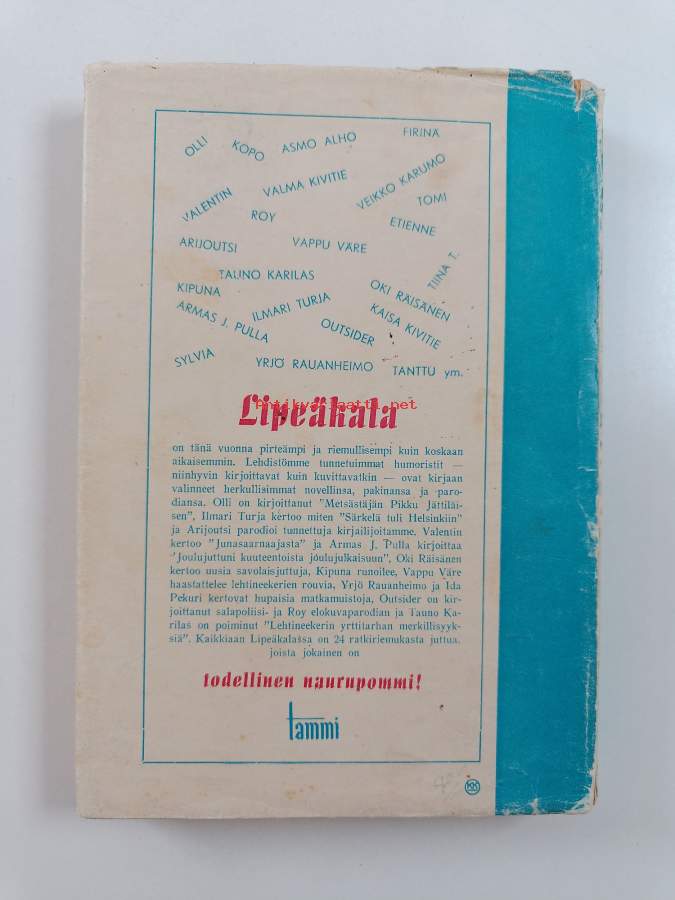 OLLI
KOPO
ASMO ALHO
FIRINA
VALENTIN
VALMA KIVITIE
VEIKKO KARUMO
ROY
TOMI
ETIENNE
ARIJOUTSI
VAPPU VÄRE
TIINA T.
TAUNO KARILAS
KIPUNA
OKI RÄISÄNEN
ILMARI TURJA
ARMAS J. PULLA
OUTSIDER
KAISA KIVITIE
SYLVIA
YRJÖ RAUANHEIMO
TANTTU ym.
Lipeäkala
on tänä vuonna pirteämpi ja riemullisempi kuin koskaan
aikaisemmin. Lehdistömme tunnetuimmat humoristit —
niinhyvin kirjoittavat kuin kuvittavatkin — ovat kirjaan
valinneet herkullisimmat novellinsa, pakinansa ja paro-
diansa. Olli on kirjoittanut "Metsästäjän Pikku Jättiläi-
sen", Ilmari Turja kertoo miten "Särkelä tuli Helsinkiin"
ja Arijoutsi parodioi tunnettuja kirjailijoitamme. Valentin
kertoo "Junasaarnaajasta" ja Armas J. Pulla kirjoittaa
"Joulujuttuni kuuteentoista joulujulkaisuun", Oki Räisänen
kertoo uusia savolaisjuttuja, Kipuna runoilee, Vappu Väre
haastattelee lehtineekerien rouvia, Yrjö Rauanheimo ja Ida
Pekuri kertovat hupaisia matkamuistoja, Outsider on kir-
joittanut salapoliisi- ja Roy elokuvaparodian ja Tauno Ka-
rilas on poiminut "Lehtineekerin yrttitarhan merkillisyyk-
siä". Kaikkiaan Lipeäkalassa on 24 ratkiriemukasta juttua,
joista jokainen on
todellinen naurupommi!
tammi